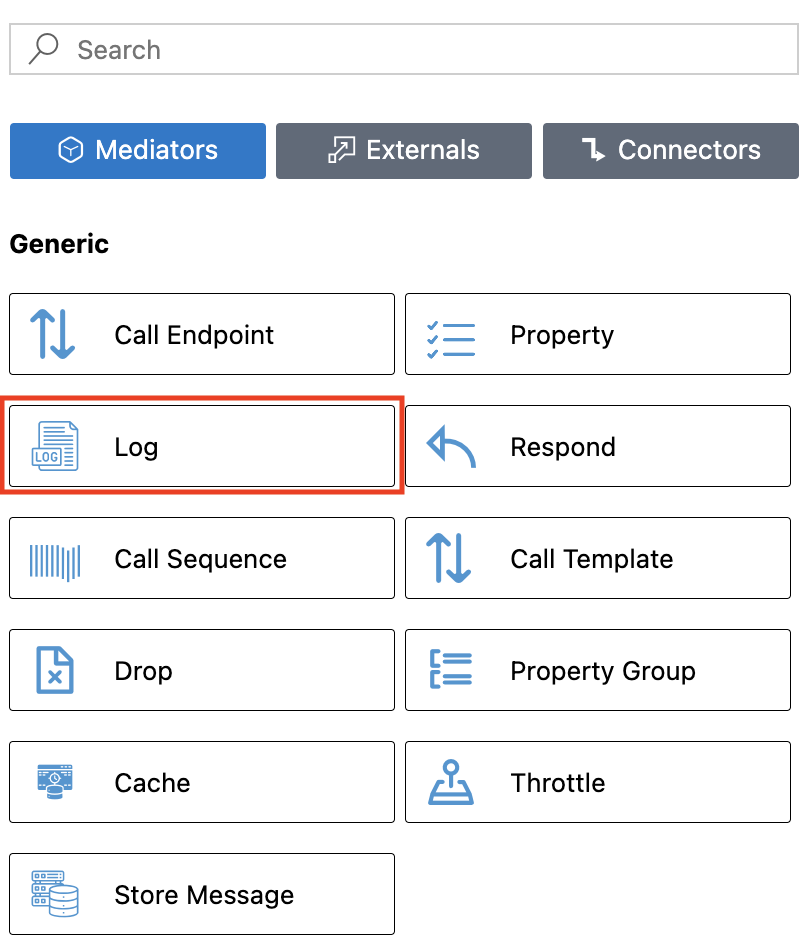 Search
Mediators Externals Connectors
Generic
Call Endpoint Property
LOG Log Respond
Call Sequence Call Template
Drop Property Group
Cache Throttle
Store Message